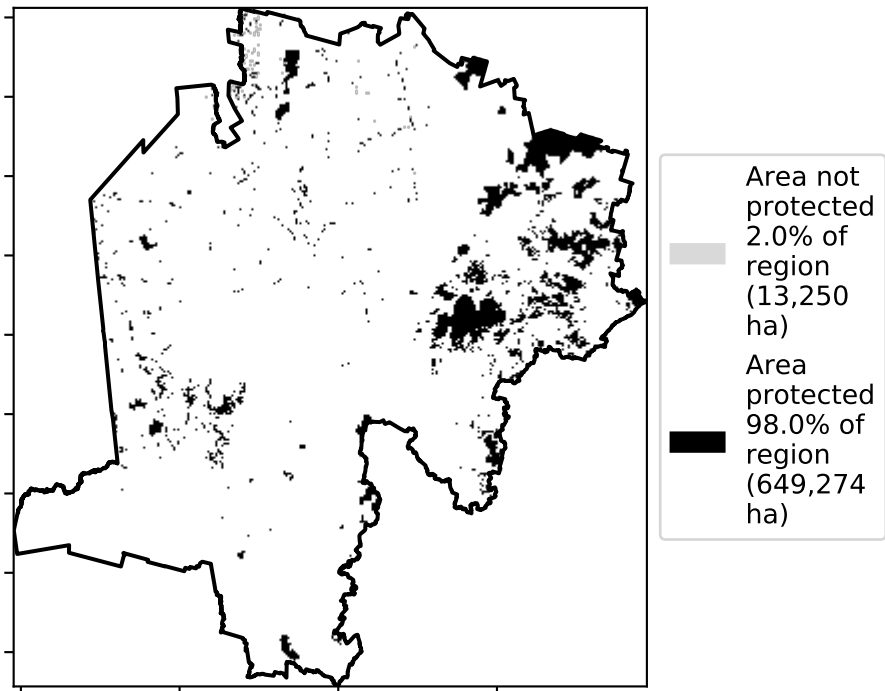 Area not
protected
2.0% of
region
(13,250
ha)
Area
protected
98.0% of
region
(649,274
ha)